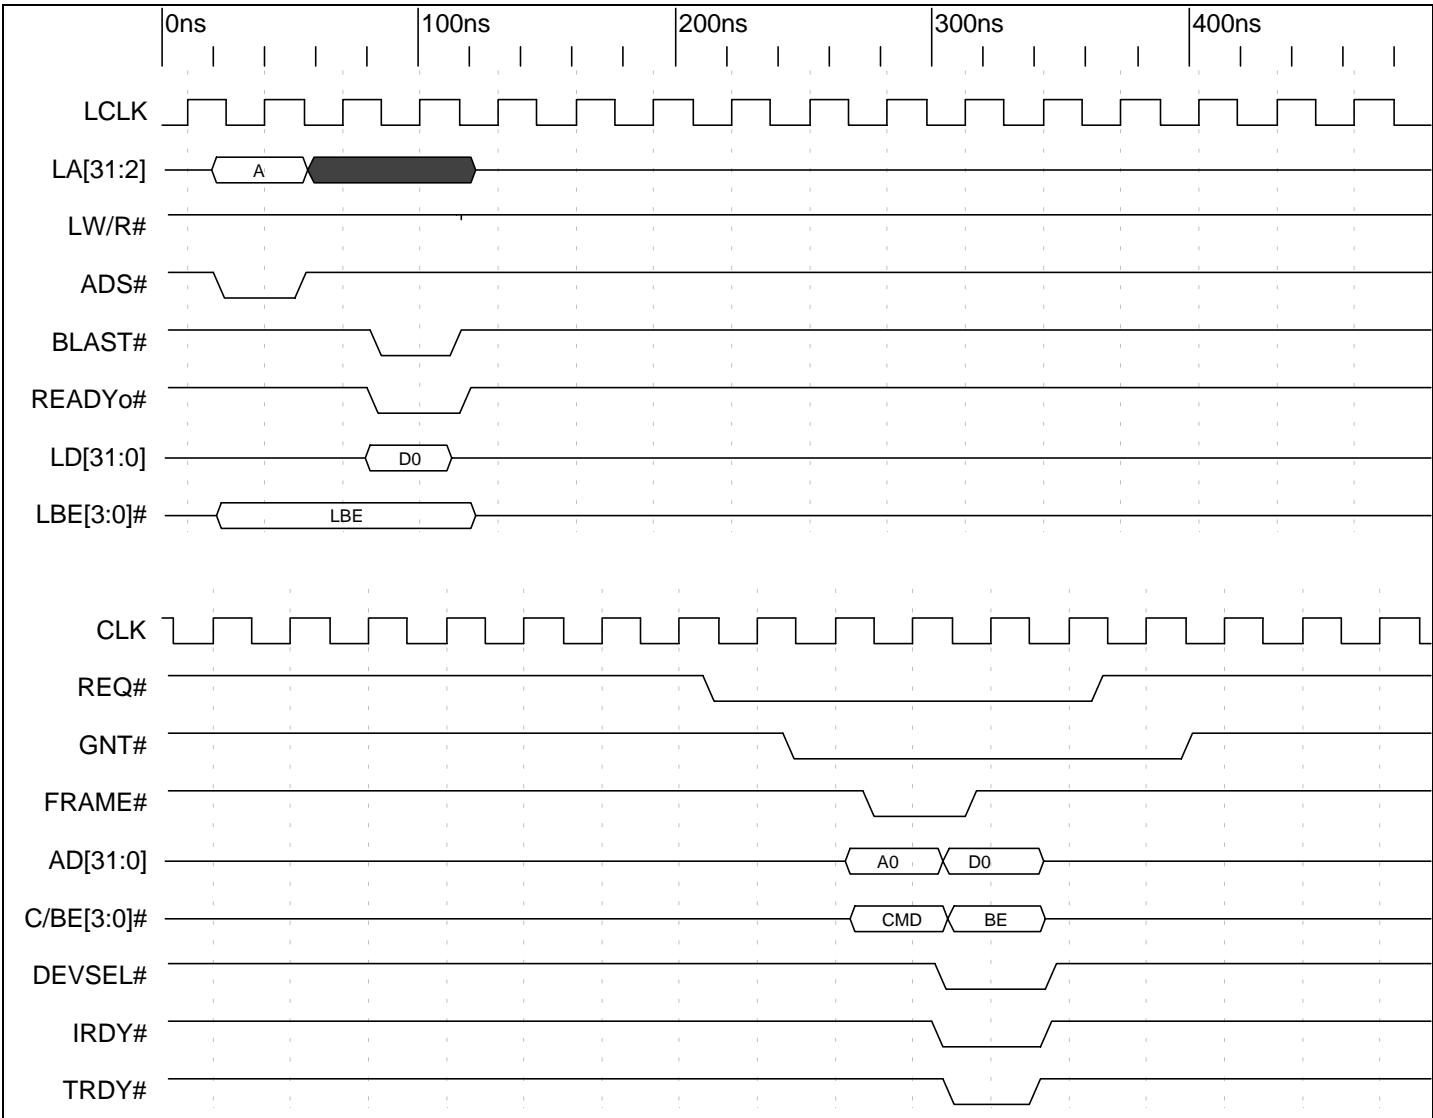 0ns 100ns 200ns 300ns 400ns
LCLK
LA[31:2] A
LW/R#
ADS#
BLAST#
READYo#
LD[31:0] D0
LBE[3:0]# LBE
CLK
REQ#
GNT#
FRAME#
AD[31:0] A0 D0
C/BE[3:0]# CMD BE
DEVSEL#
IRDY#
TRDY#